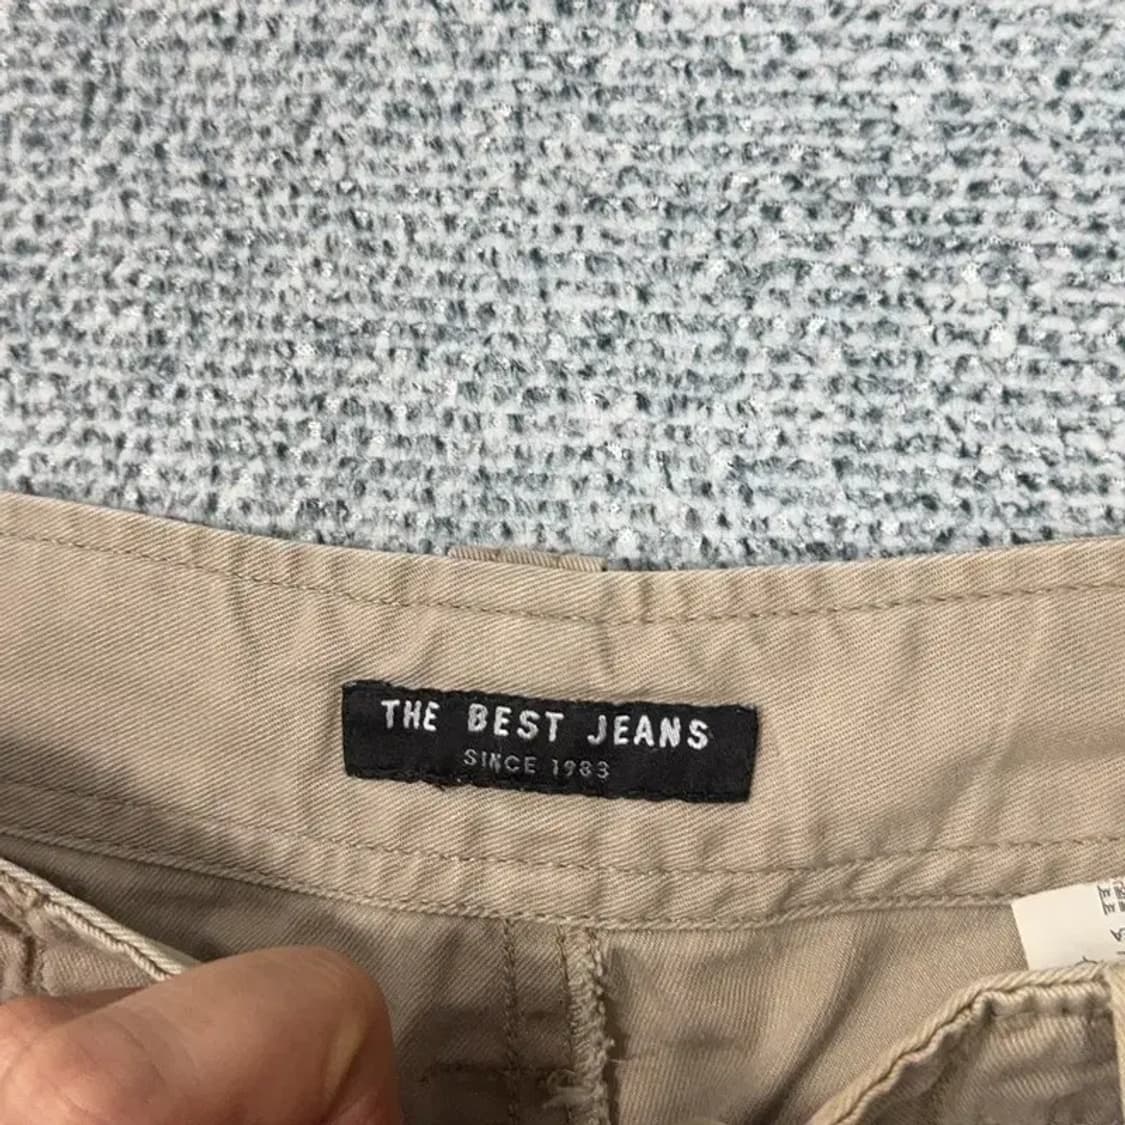 THE BEST JEANS
SINCE 1983